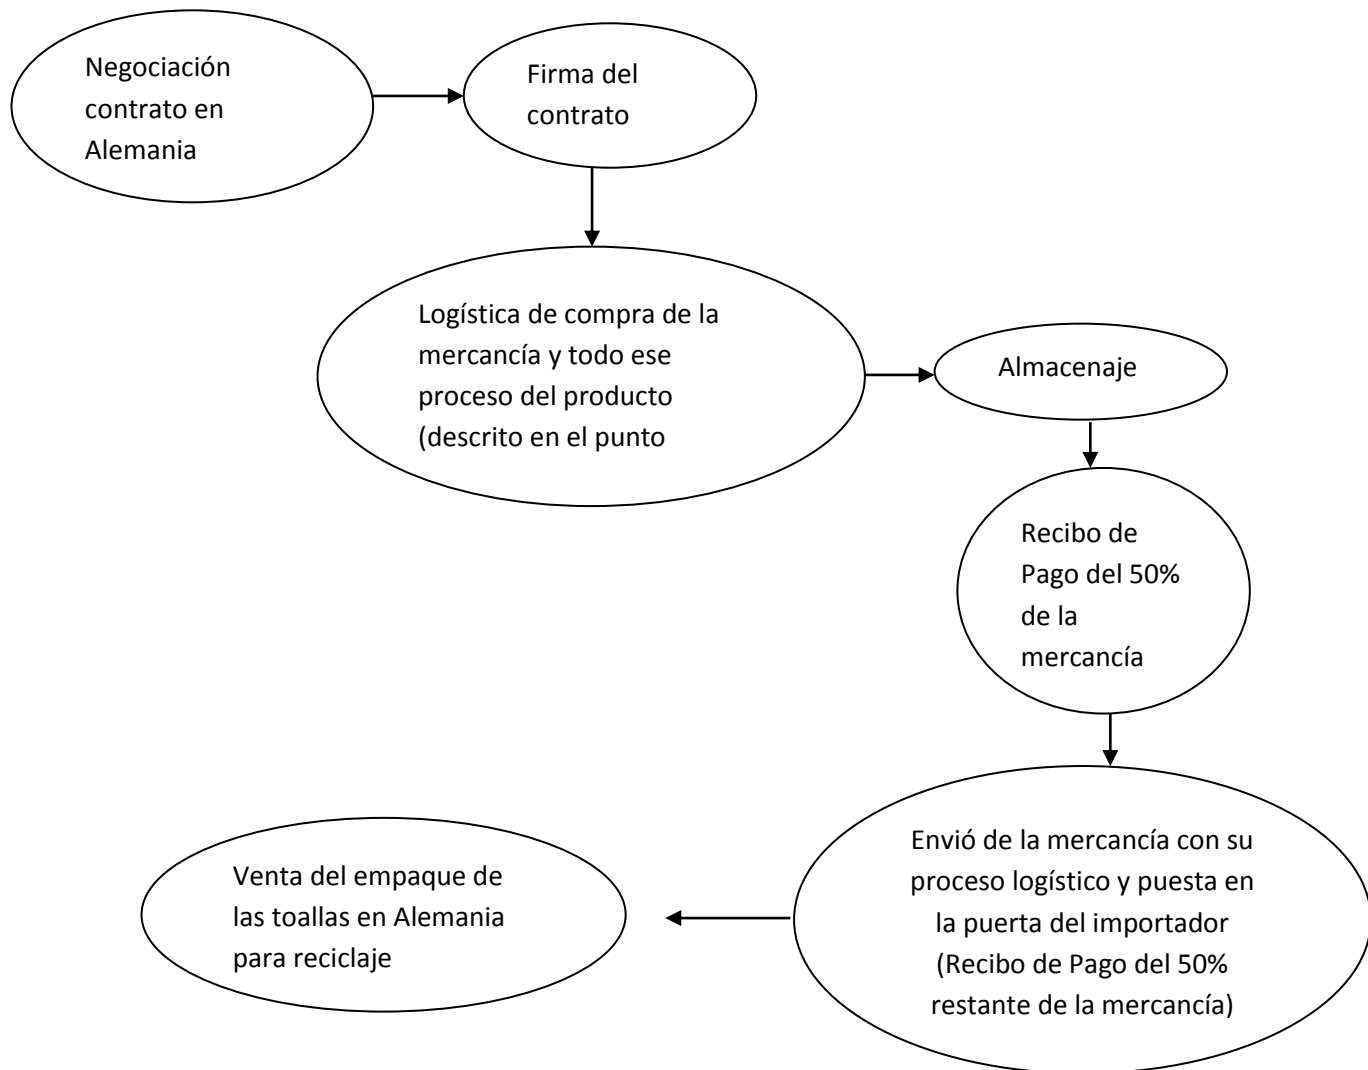 Negociación
contrato en
Alemania
Firma del
contrato
Logística de compra de la
mercancía y todo ese
proceso del producto
(descrito en el punto
Almacenaje
Recibo de
Pago del 50%
de la
mercancía
Envió de la mercancía con su
proceso logístico y puesta en
la puerta del importador
(Recibo de Pago del 50%
restante de la mercancía)
Venta del empaque de
las toallas en Alemania
para reciclaje